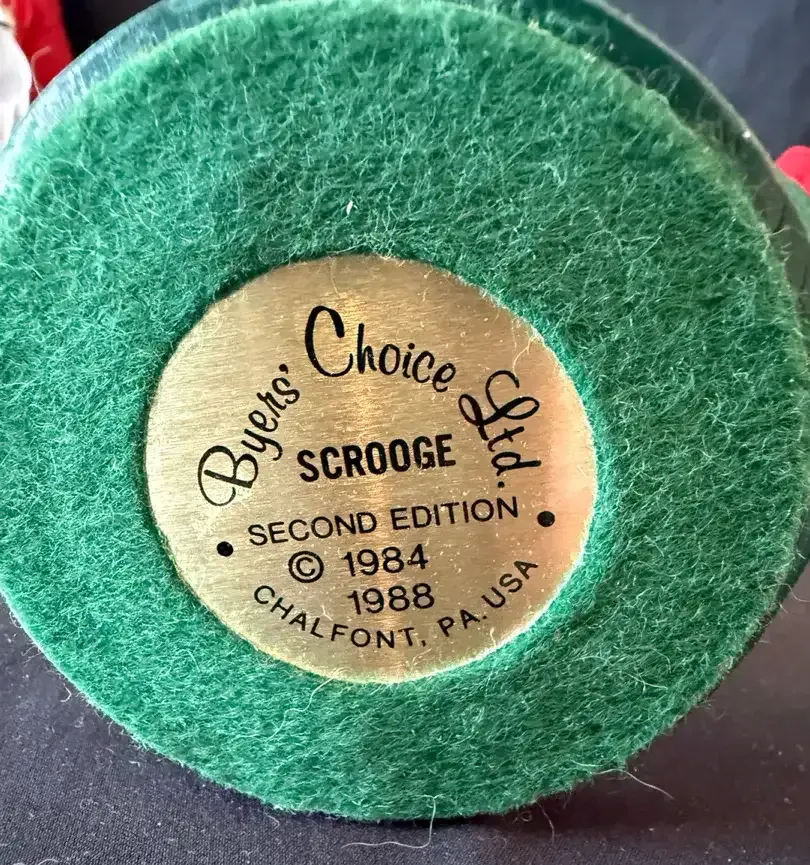 Byers' Choice Ltd.
SCROOGE
• SECOND EDITION •
© 1984
1988
CHALFONT, PA. USA